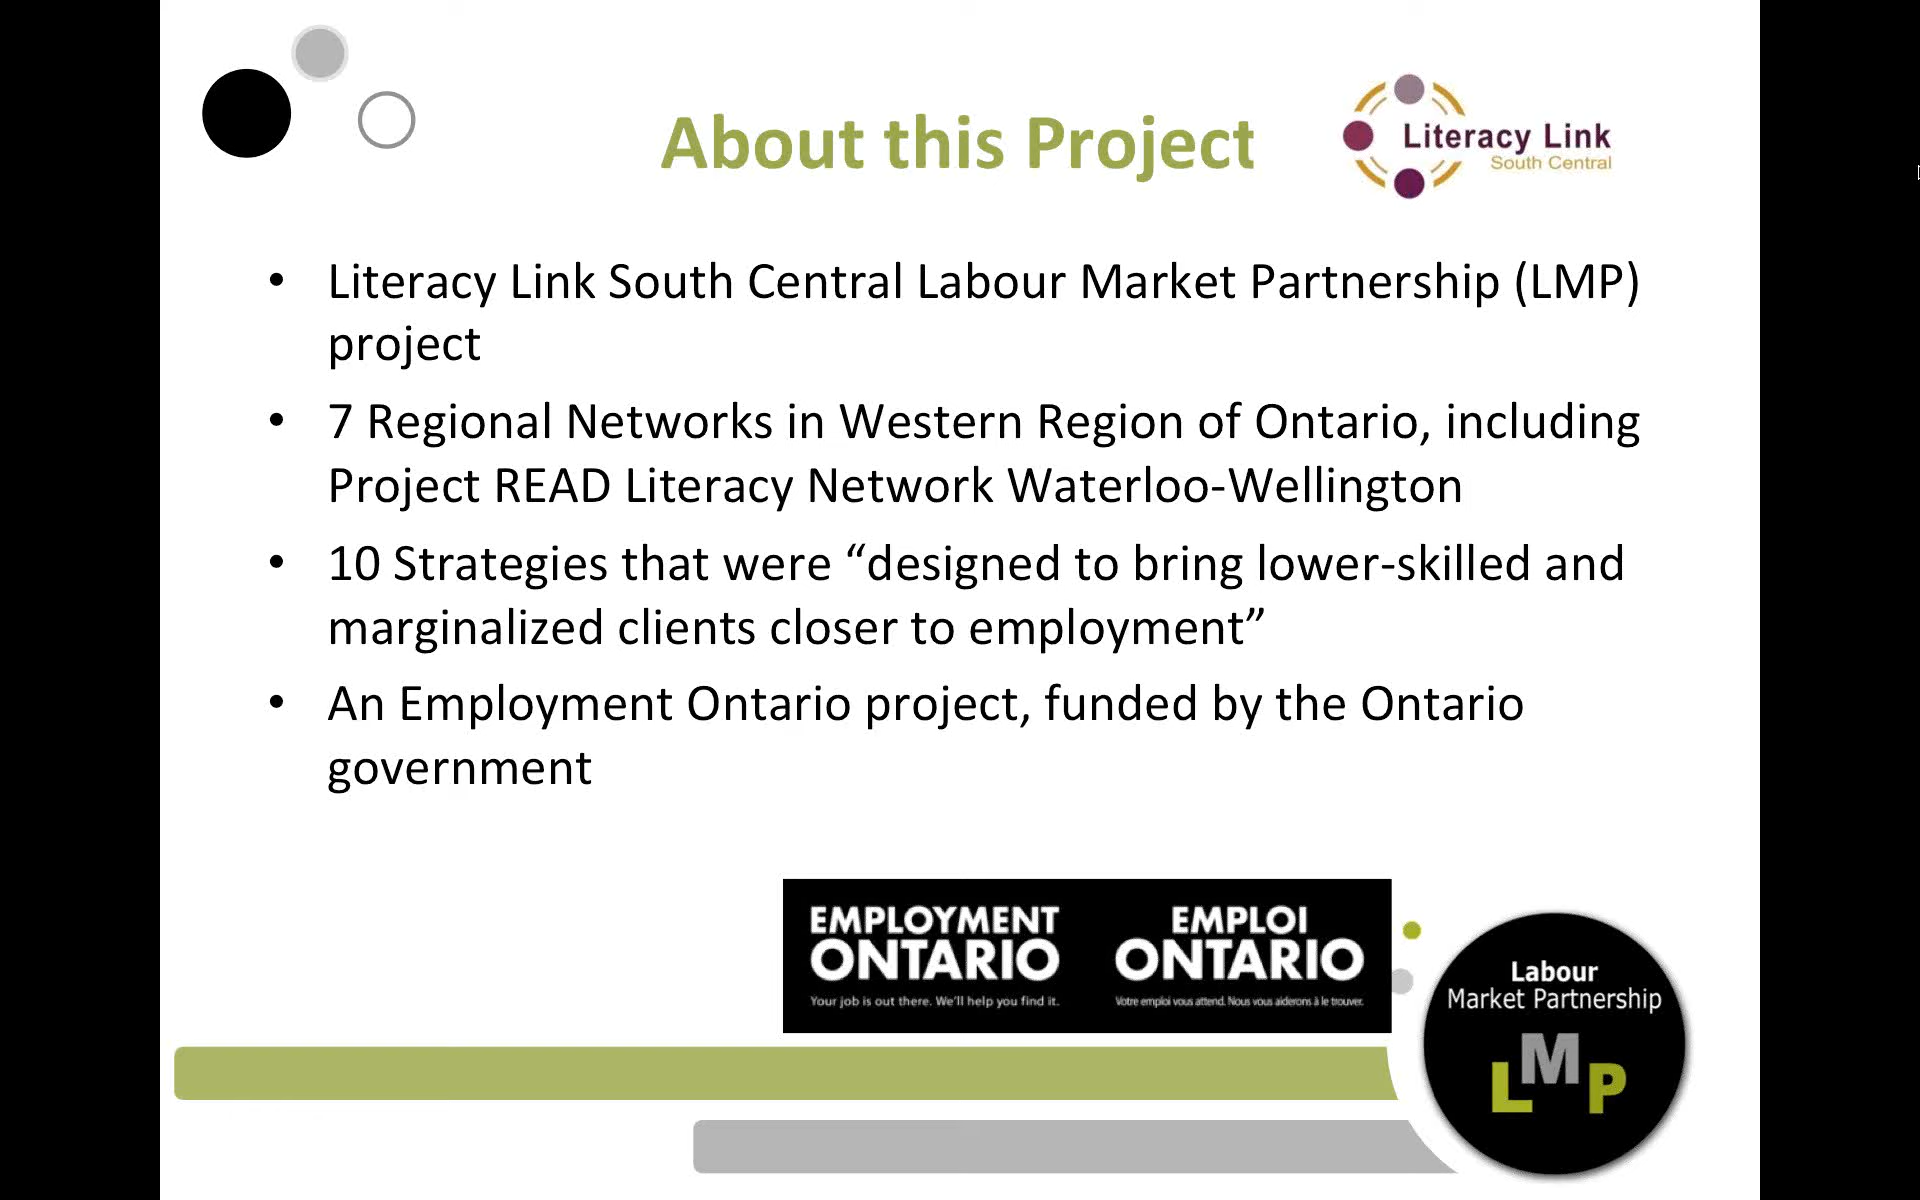 About this Project
Literacy Link
South Central
• Literacy Link South Central Labour Market Partnership (LMP)
project
• 7 Regional Networks in Western Region of Ontario, including
Project READ Literacy Network Waterloo-Wellington
• 10 Strategies that were “designed to bring lower-skilled and
marginalized clients closer to employment”
• An Employment Ontario project, funded by the Ontario
government
EMPLOYMENT
ONTARIO
Your job is out there. We'll help you find it.
EMPLOI
ONTARIO
Votre emploi vous attend. Nous vous aiderons à le trouver.
Labour
Market Partnership
LMP